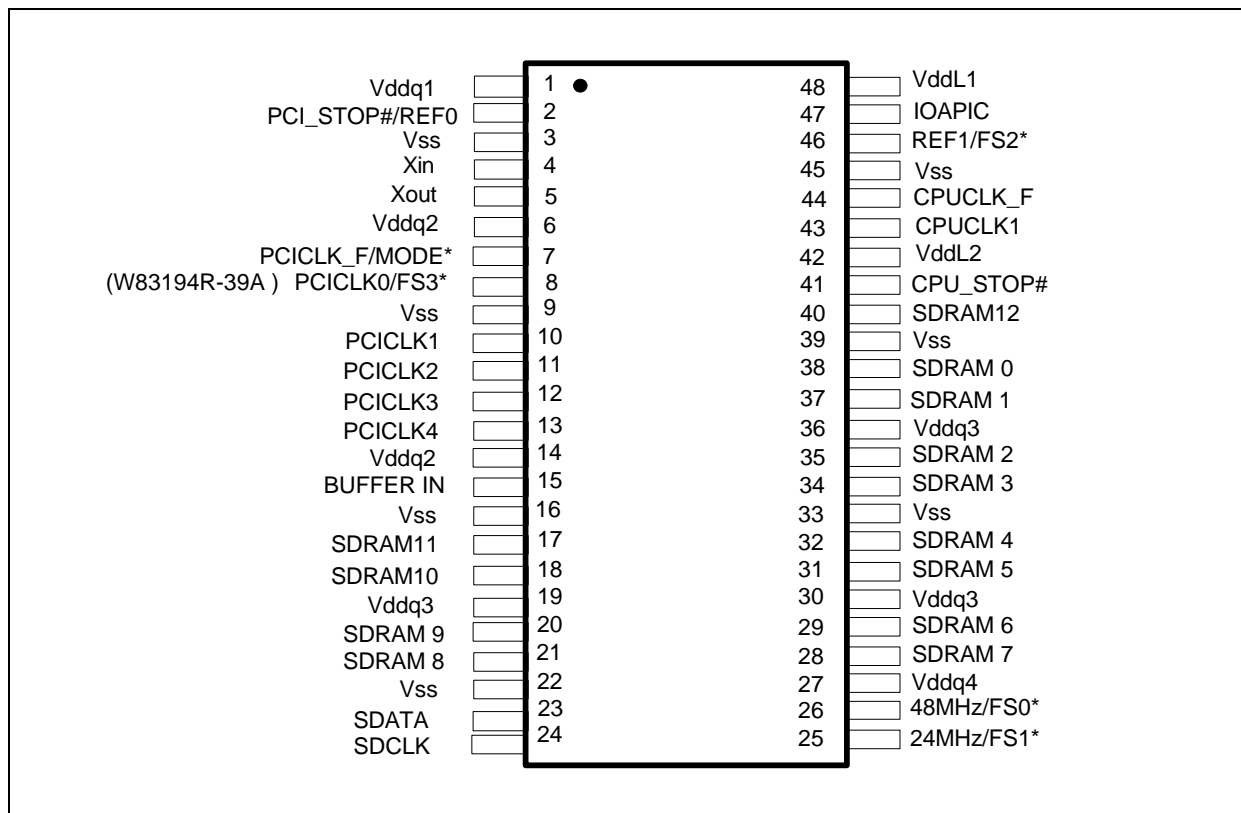 Vddq1 1 48 VddL1
PCI_STOP#/REF0 2 47 IOAPIC
Vss 3 46 REF1/FS2*
Xin 4 45 Vss
Xout 5 44 CPUCLK_F
Vddq2 6 43 CPUCLK1
PCICLK_F/MODE* 7 42 VddL2
(W83194R-39A ) PCICLK0/FS3* 8 41 CPU_STOP#
Vss 9 40 SDRAM12
PCICLK1 10 39 Vss
PCICLK2 11 38 SDRAM 0
PCICLK3 12 37 SDRAM 1
PCICLK4 13 36 Vddq3
Vddq2 14 35 SDRAM 2
BUFFER IN 15 34 SDRAM 3
Vss 16 33 Vss
SDRAM11 17 32 SDRAM 4
SDRAM10 18 31 SDRAM 5
Vddq3 19 30 Vddq3
SDRAM 9 20 29 SDRAM 6
SDRAM 8 21 28 SDRAM 7
Vss 22 27 Vddq4
SDATA 23 26 48MHz/FS0*
SDCLK 24 25 24MHz/FS1*